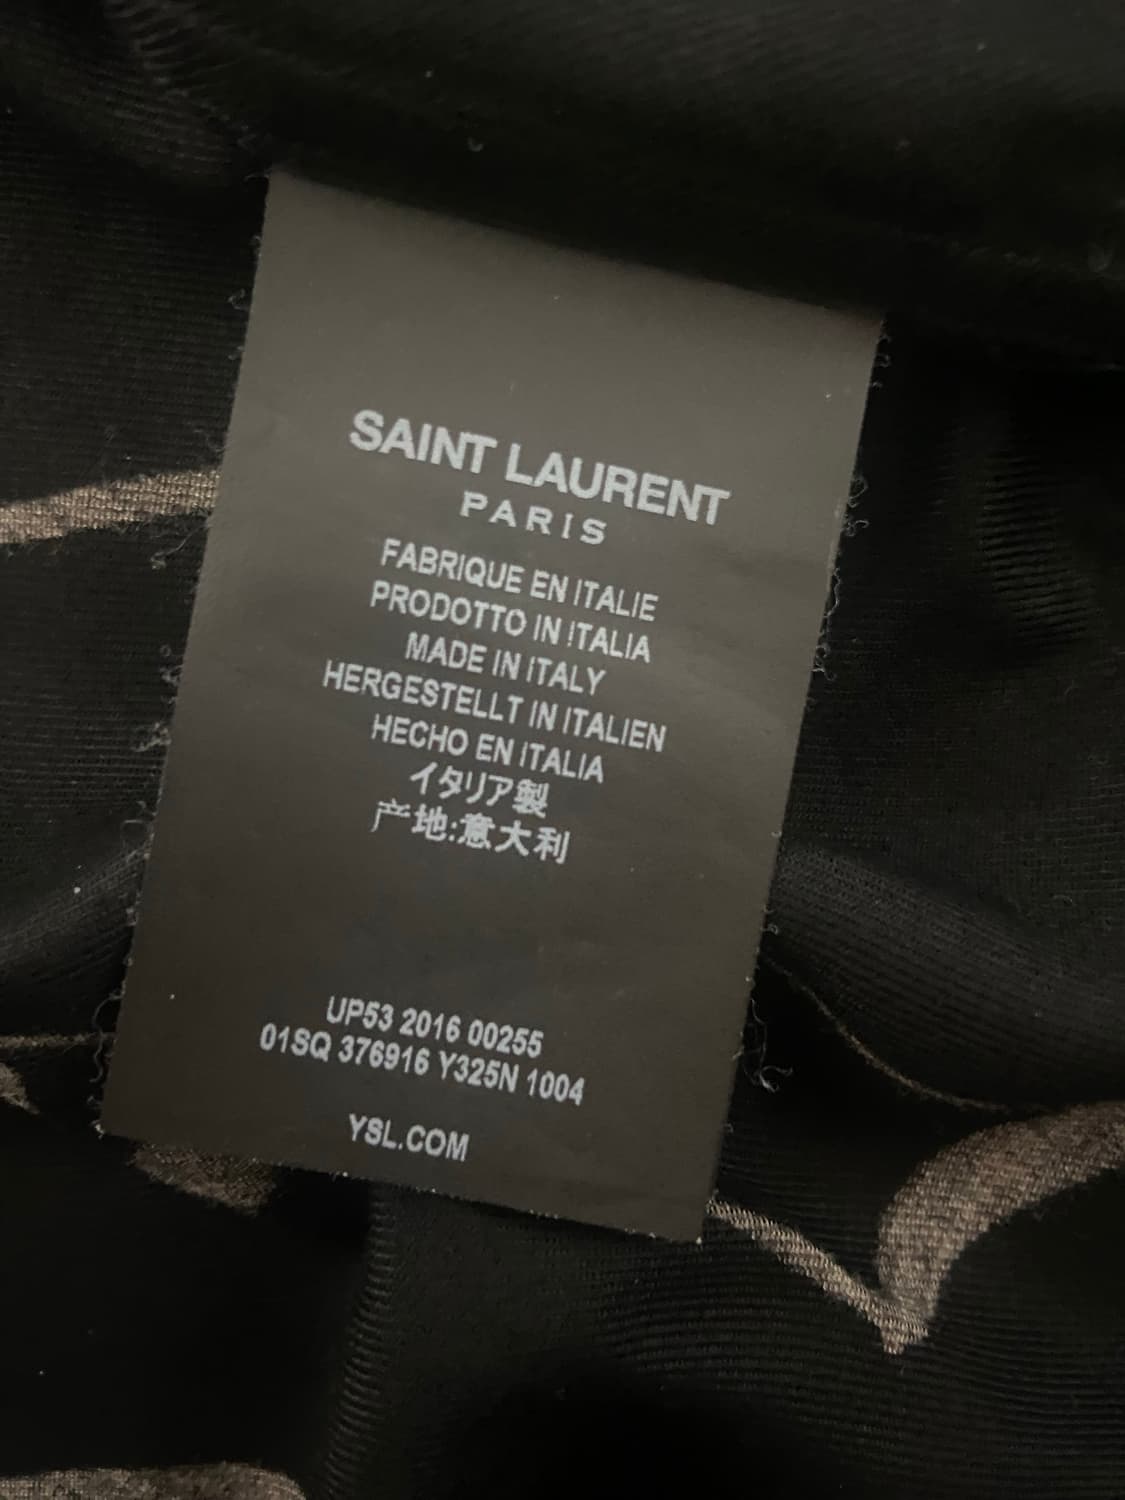 SAINT LAURENT
PARIS
FABRIQUE EN ITALIE
PRODOTTO IN ITALIA
MADE IN ITALY
HERGESTELLT IN ITALIEN
HECHO EN ITALIA
イタリア製
产地:意大利
UP53 2016 00255
01SQ 376916 Y325N 1004
YSL.COM